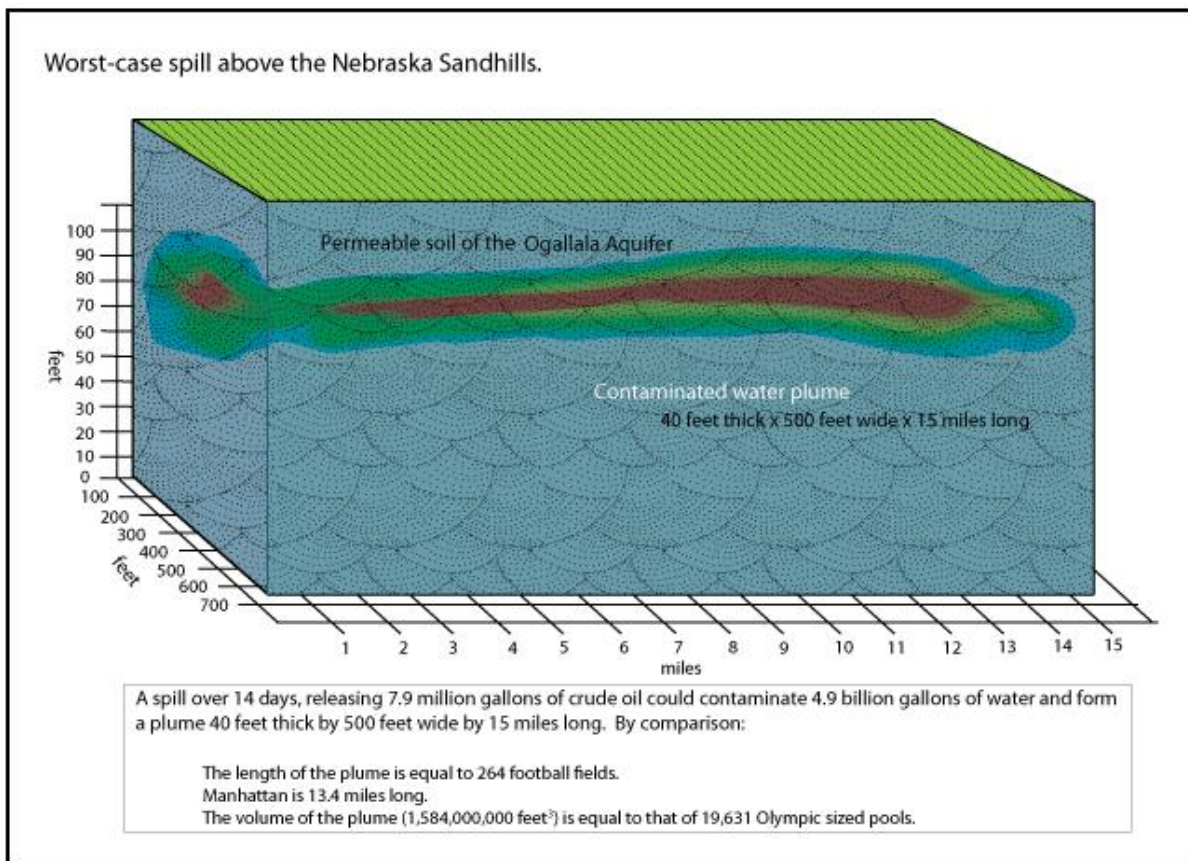 Worst-case spill above the Nebraska Sandhills.
Permeable soil of the Ogallala Aquifer
100
90
80
70
60
50
40
30
20
10
0
feet
Contaminated water plume
40 feet thick x 500 feet wide x 15 miles long
100
200
300
400
500
600
700
feet
1 2 3 4 5 6 7 8 9 10 11 12 13 14 15
miles
A spill over 14 days, releasing 7.9 million gallons of crude oil could contaminate 4.9 billion gallons of water and form
a plume 40 feet thick by 500 feet wide by 15 miles long. By comparison:
The length of the plume is equal to 264 football fields.
Manhattan is 13.4 miles long.
The volume of the plume (1,584,000,000 feet³) is equal to that of 19,631 Olympic sized pools.